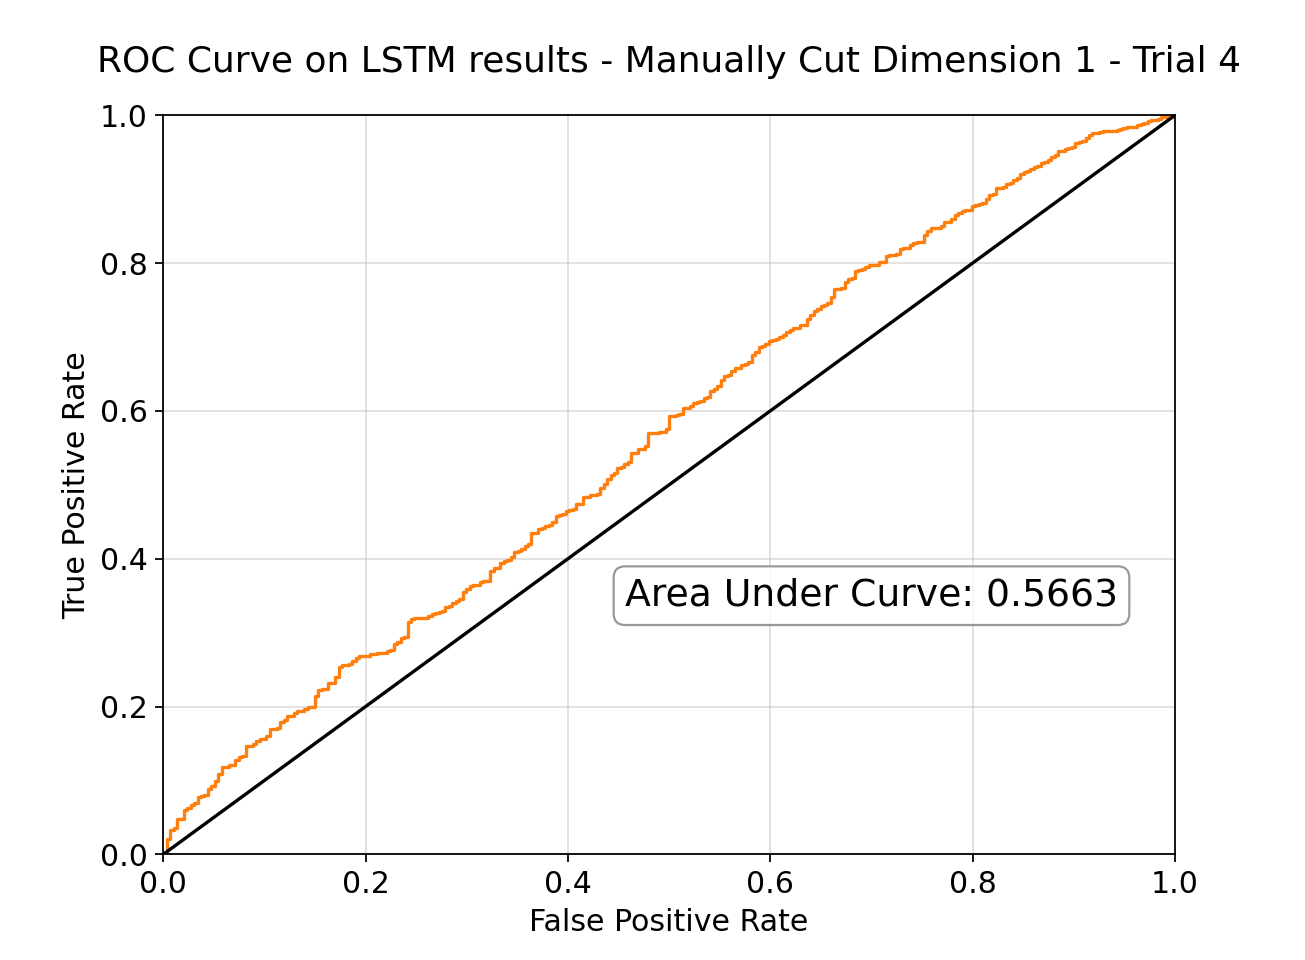 ROC Curve on LSTM results - Manually Cut Dimension 1 - Trial 4
1.0
0.8
0.6
0.4
0.2
0.0
True Positive Rate
Area Under Curve: 0.5663
0.0 0.2 0.4 0.6 0.8 1.0
False Positive Rate